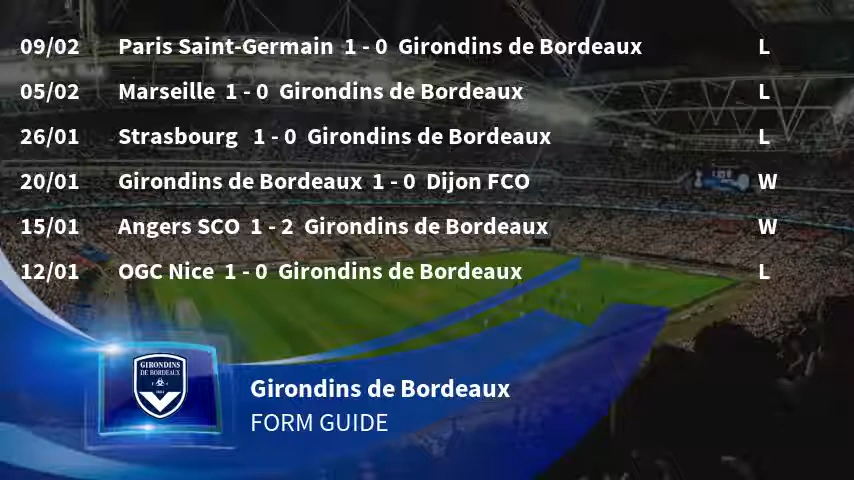 09/02 Paris Saint-Germain 1 - 0 Girondins de Bordeaux L
05/02 Marseille 1 - 0 Girondins de Bordeaux L
26/01 Strasbourg 1 - 0 Girondins de Bordeaux L
20/01 Girondins de Bordeaux 1 - 0 Dijon FCO W
15/01 Angers SCO 1 - 2 Girondins de Bordeaux W
12/01 OGC Nice 1 - 0 Girondins de Bordeaux L
GIRONDINS
DE BORDEAUX
Girondins de Bordeaux
FORM GUIDE